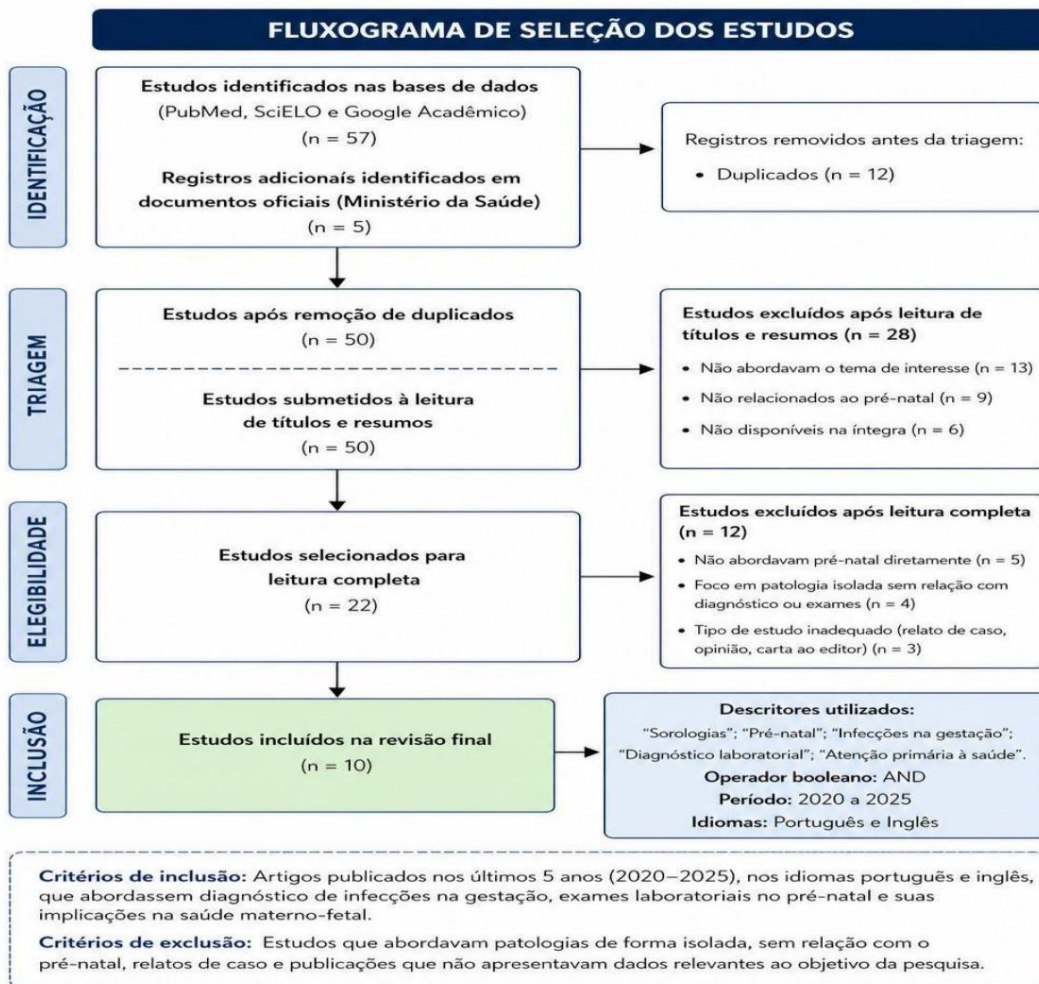 FLUXOGRAMA DE SELEÇÃO DOS ESTUDOS
IDENTIFICAÇÃO
Estudos identificados nas bases de dados
(PubMed, SciELO e Google Acadêmico)
(n = 57)
Registros adicionaís identificados em
documentos oficiais (Ministério da Saúde)
(n = 5)
Registros removidos antes da triagem:
• Duplicados (n = 12)
TRIAGEM
Estudos após remoção de duplicados
(n = 50)
Estudos submetidos à leitura
de títulos e resumos
(n = 50)
Estudos excluídos após leitura de
títulos e resumos (n = 28)
• Não abordavam o tema de interesse (n = 13)
• Não relacionados ao pré-natal (n = 9)
• Não disponíveis na íntegra (n = 6)
ELEGIBILIDADE
Estudos selecionados para
leitura completa
(n = 22)
Estudos excluídos após leitura completa
(n = 12)
• Não abordavam pré-natal diretamente (n = 5)
• Foco em patologia isolada sem relação com
diagnóstico ou exames (n = 4)
• Tipo de estudo inadequado (relato de caso,
opinião, carta ao editor) (n = 3)
INCLUSÃO
Estudos incluídos na revisão final
(n = 10)
Descritores utilizados:
“Sorologias”; “Pré-natal”; “Infecções na gestação”;
“Diagnóstico laboratorial”; “Atenção primária à saúde”.
Operador booleano: AND
Período: 2020 a 2025
Idiomas: Português e Inglês
Critérios de inclusão: Artigos publicados nos últimos 5 anos (2020–2025), nos idiomas português e inglês,
que abordassem diagnóstico de infecções na gestação, exames laboratoriais no pré-natal e suas
implicações na saúde materno-fetal.
Critérios de exclusão: Estudos que abordavam patologias de forma isolada, sem relação com o
pré-natal, relatos de caso e publicações que não apresentavam dados relevantes ao objetivo da pesquisa.